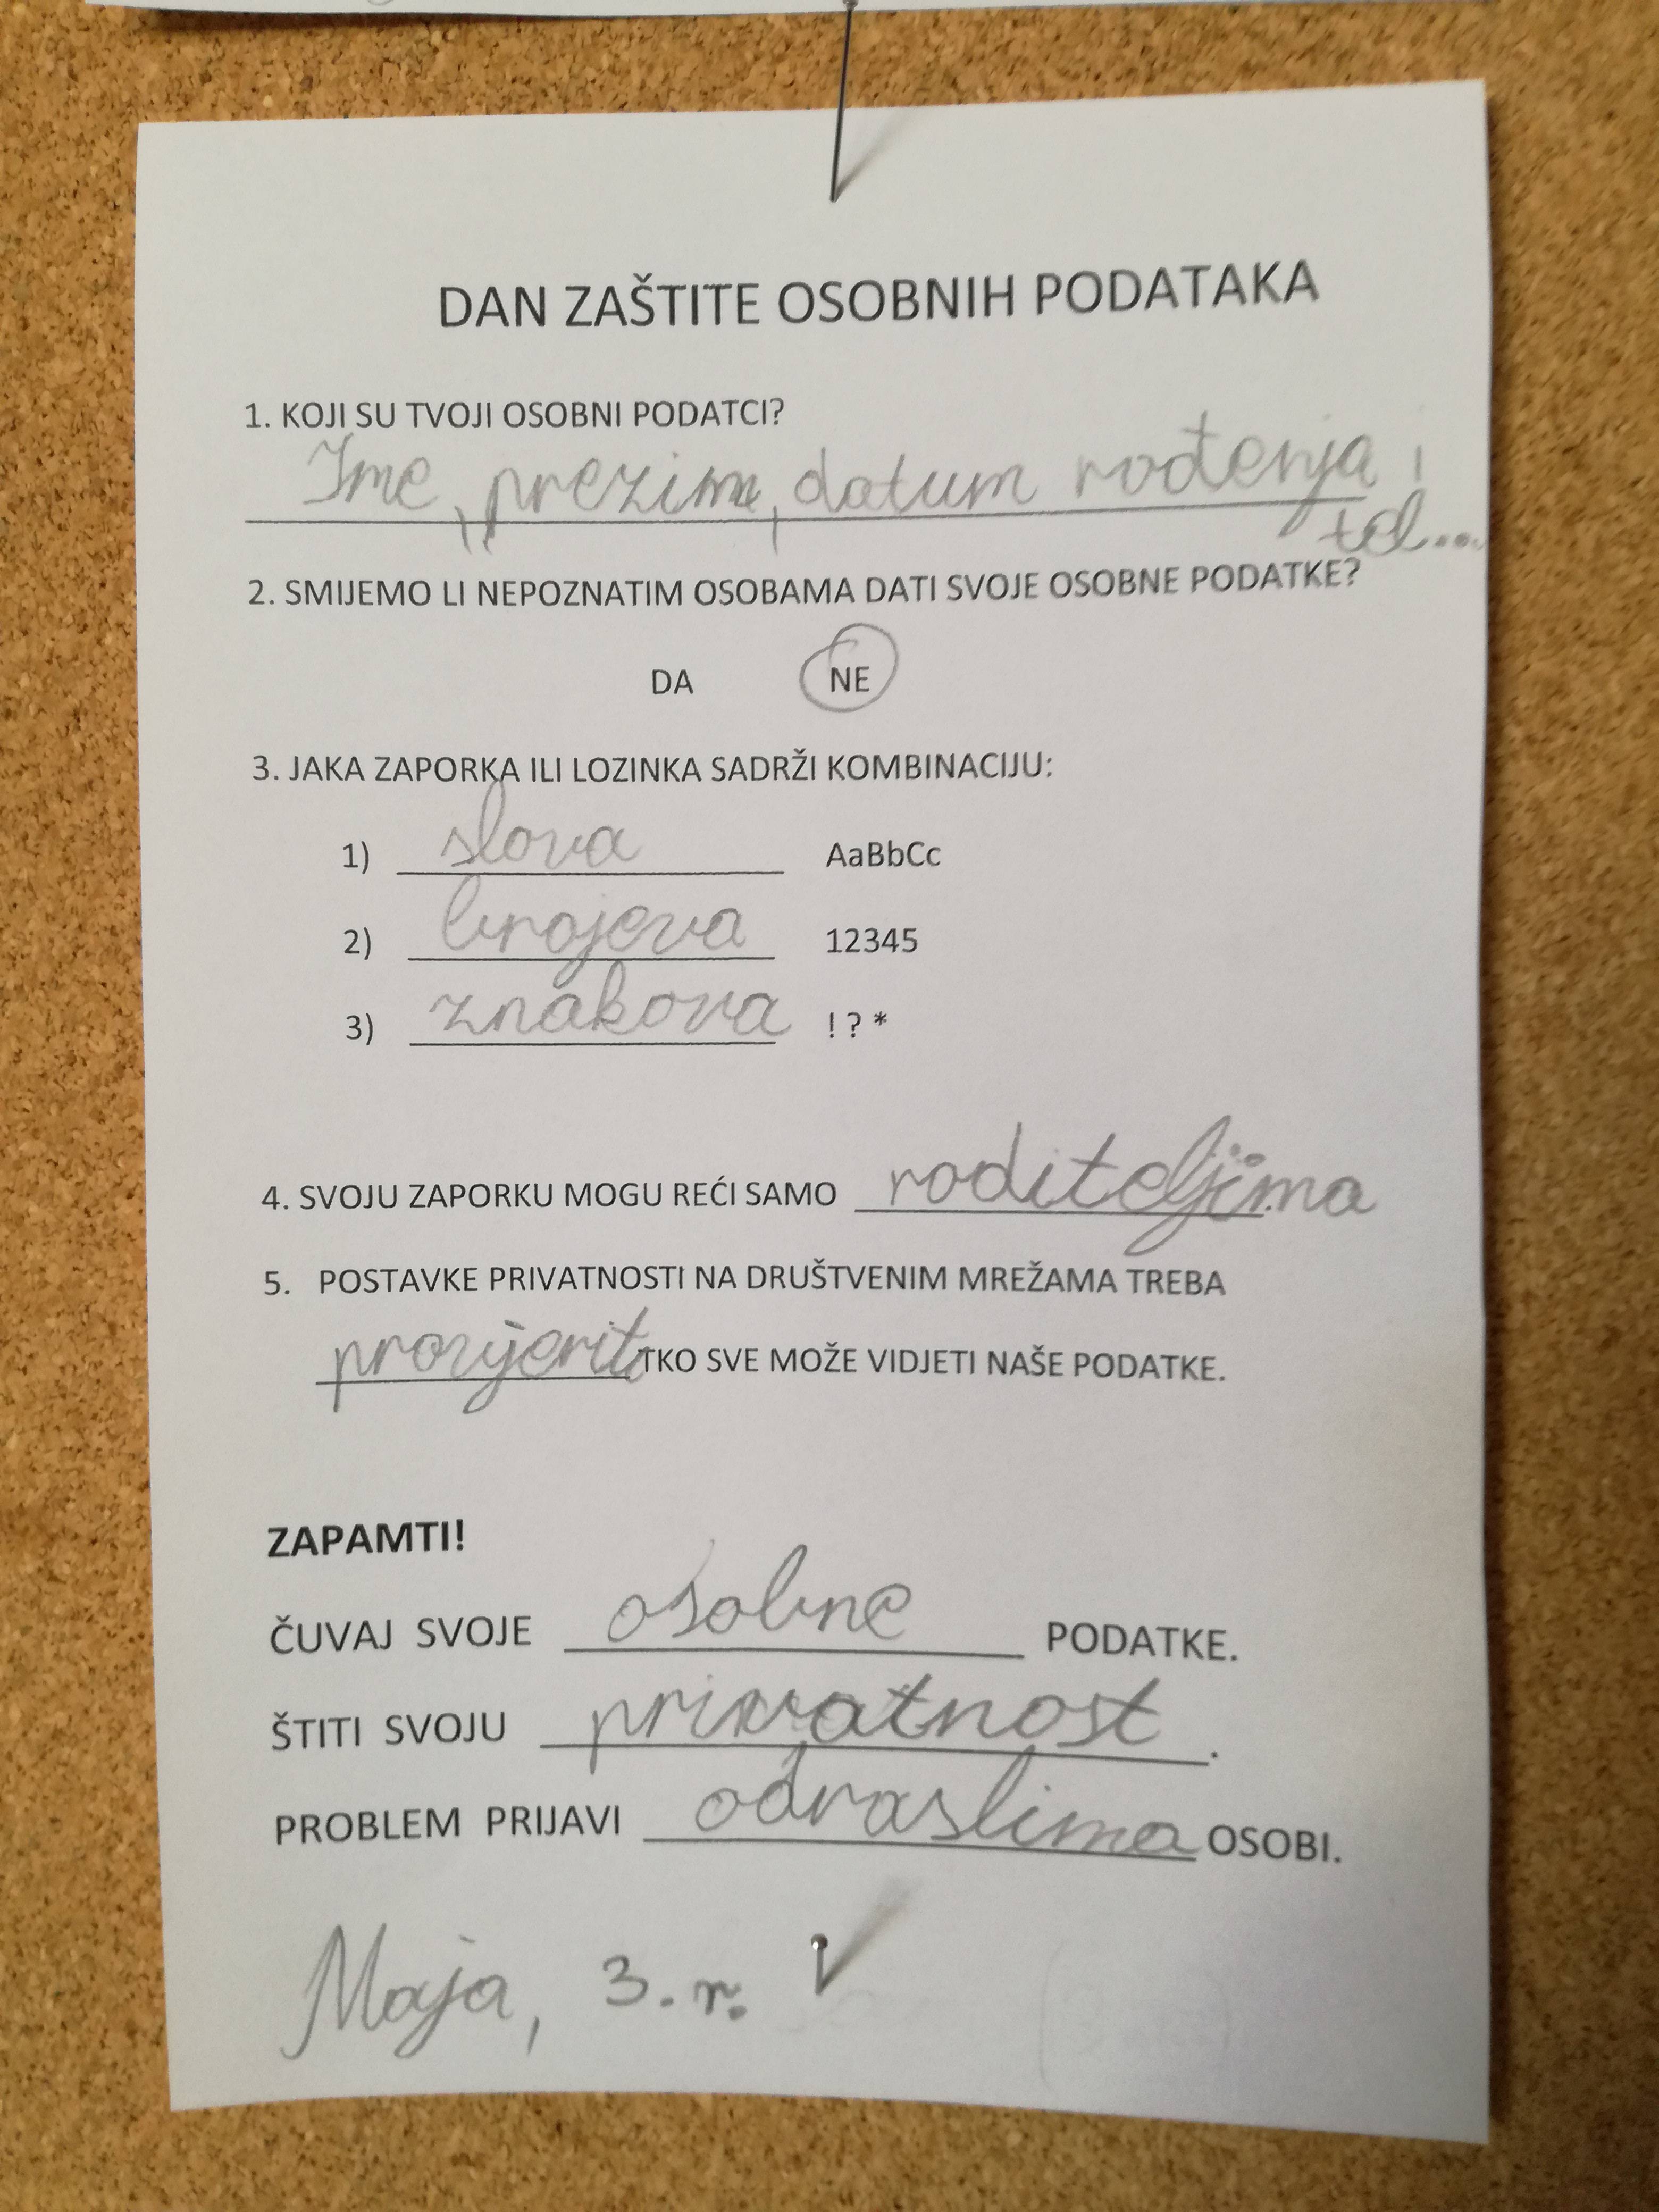 DAN ZAŠTITE OSOBNIH PODATAKA
1. KOJI SU TVOJI OSOBNI PODATCI?
Ime, prezime, datum rođenja i
tel...
2. SMIJEMO LI NEPOZNATIM OSOBAMA DATI SVOJE OSOBNE PODATKE?
DA NE
3. JAKA ZAPORKA ILI LOZINKA SADRŽI KOMBINACIJU:
1) slova AaBbCc
2) brojeva 12345
3) znakova ! ? *
4. SVOJU ZAPORKU MOGU REĆI SAMO roditeljima.
5. POSTAVKE PRIVATNOSTI NA DRUŠTVENIM MREŽAMA TREBA
provjerit TKO SVE MOŽE VIDJETI NAŠE PODATKE.
ZAPAMTI!
ČUVAJ SVOJE osobne PODATKE.
ŠTITI SVOJU privatnost.
PROBLEM PRIJAVI odraslima OSOBI.
Maja, 3. r.